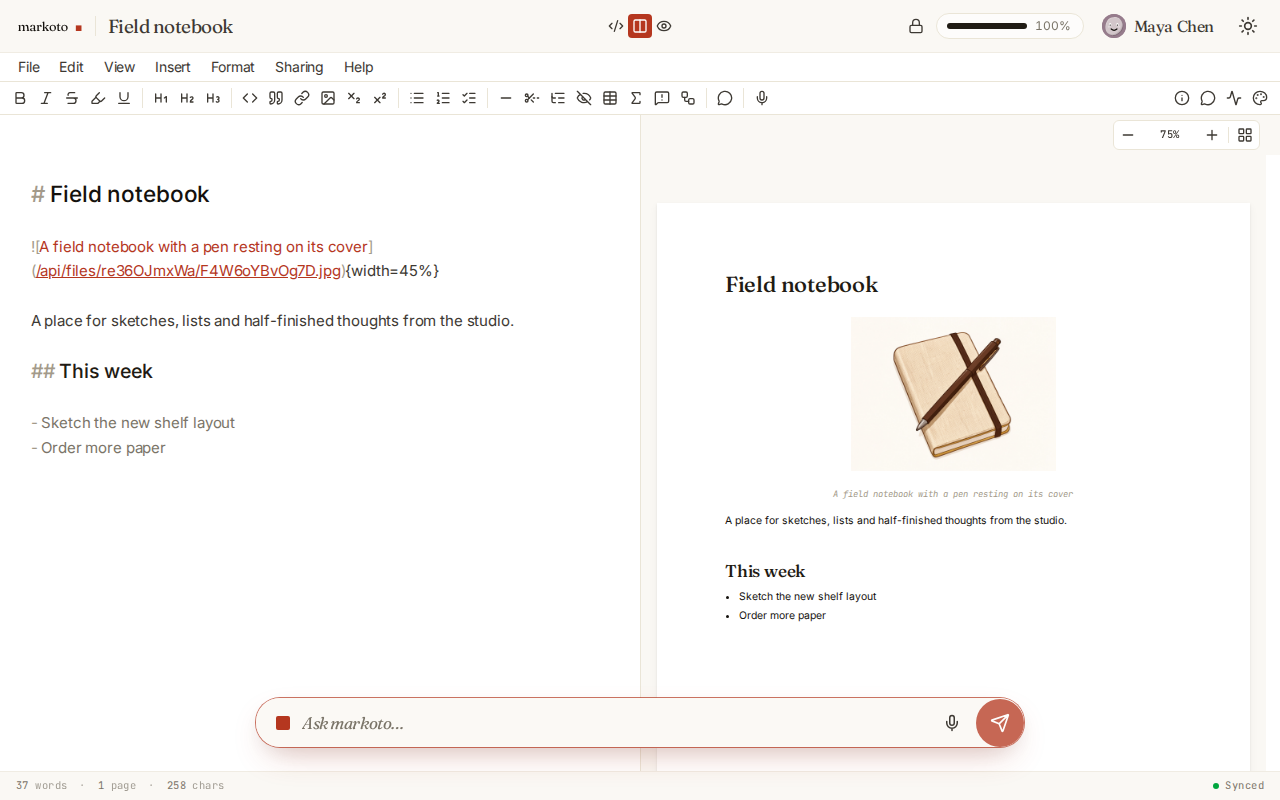 markoto
Field notebook
100%
Maya Chen
File Edit View Insert Format Sharing Help
H1 H2 H3
75%
# Field notebook
![A field notebook with a pen resting on its cover]
(/api/files/re36OJmxWa/F4W6oYBvOg7D.jpg){width=45%}
A place for sketches, lists and half-finished thoughts from the studio.
## This week
- Sketch the new shelf layout
- Order more paper
Field notebook
A field notebook with a pen resting on its cover
A place for sketches, lists and half-finished thoughts from the studio.
This week
• Sketch the new shelf layout
• Order more paper
Ask markoto...
37 words · 1 page · 258 chars
Synced